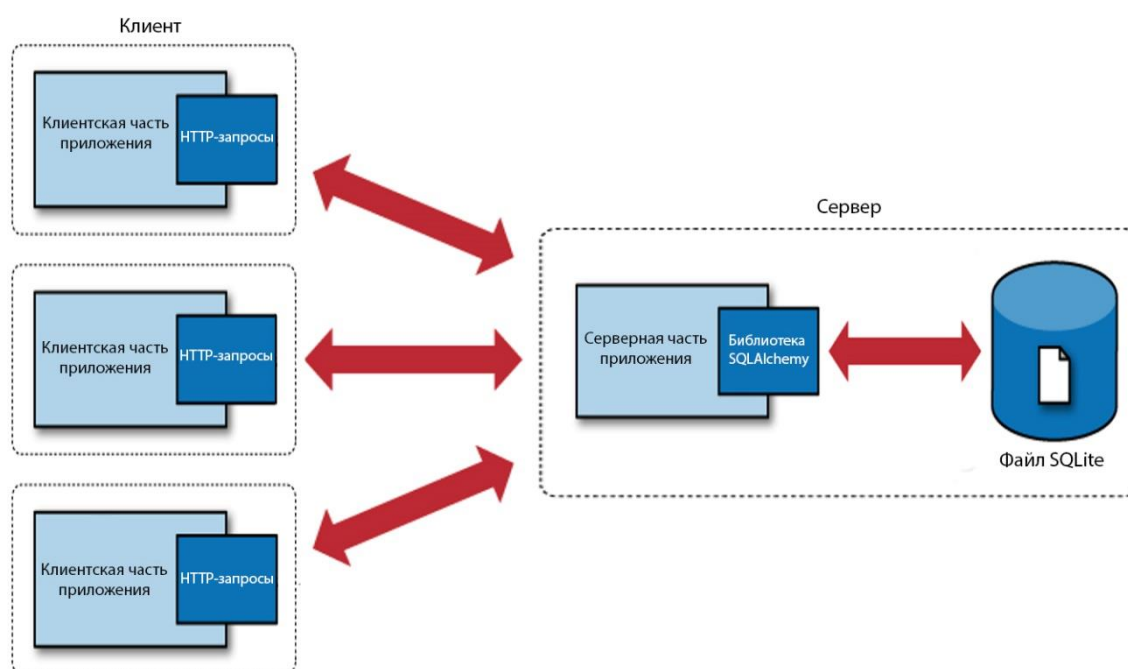 Клиент
Клиентская часть
приложения
HTTP-запросы
Клиентская часть
приложения
HTTP-запросы
Клиентская часть
приложения
HTTP-запросы
Сервер
Серверная часть
приложения
Библиотека
SQLAlchemy
Файл SQLite